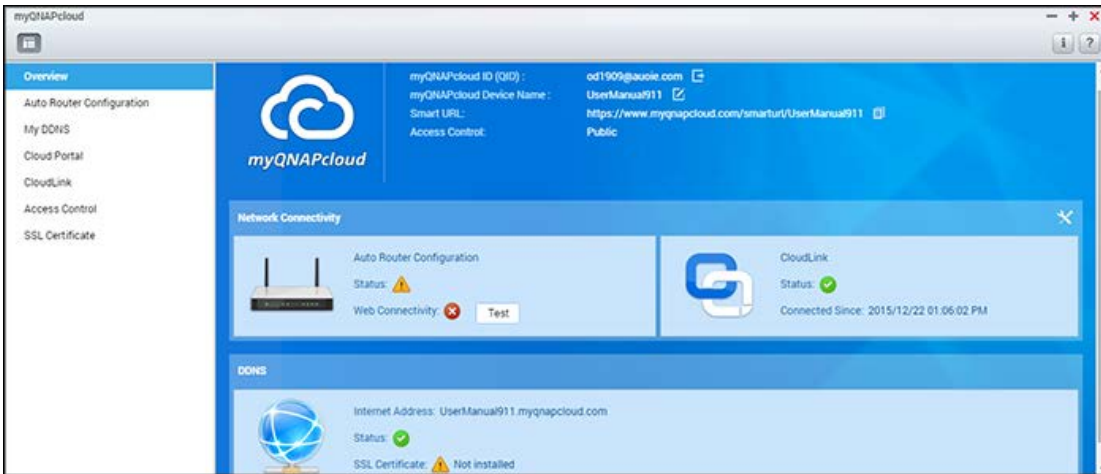 myQNAPcloud
Overview
Auto Router Configuration
My DDNS
Cloud Portal
CloudLink
Access Control
SSL Certificate
myQNAPcloud
myQNAPcloud ID (QID) : od1909@auoie.com
myQNAPcloud Device Name : UserManual911
Smart URL: https://www.myqnapcloud.com/smarturl/UserManual911
Access Control: Public
Network Connectivity
Auto Router Configuration
Status:
Web Connectivity: Test
CloudLink
Status:
Connected Since: 2015/12/22 01:06:02 PM
DDNS
Internet Address: UserManual911.myqnapcloud.com
Status:
SSL Certificate: Not installed